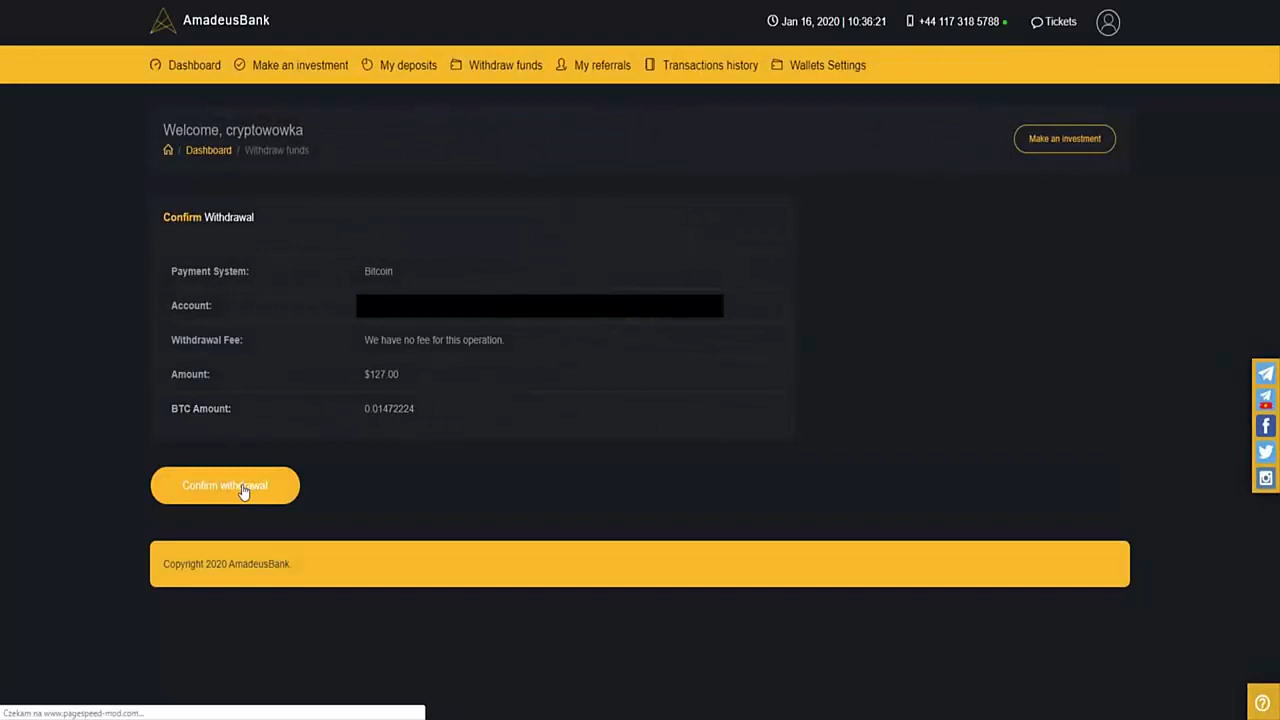 AmadeusBank
Jan 16, 2020 | 10:36:21
+44 117 318 5788
Tickets
Dashboard
Make an investment
My deposits
Withdraw funds
My referrals
Transactions history
Wallets Settings
Welcome, cryptowowka
/ Dashboard / Withdraw funds
Make an investment
Confirm Withdrawal
Payment System: Bitcoin
Account:
Withdrawal Fee: We have no fee for this operation.
Amount: $127.00
BTC Amount: 0.01472224
Confirm withdrawal
Copyright 2020 AmadeusBank.
Czekam na www.pagespeed-mod.com...